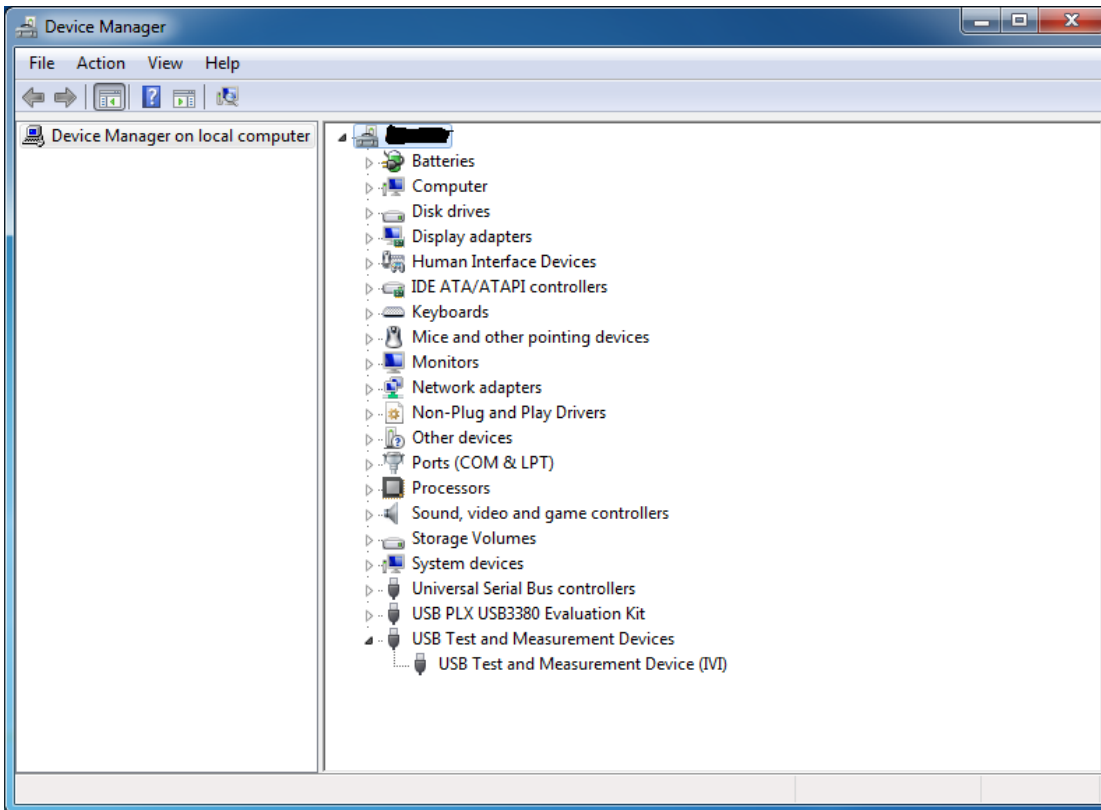 Device Manager
File Action View Help
Device Manager on local computer
Batteries
Computer
Disk drives
Display adapters
Human Interface Devices
IDE ATA/ATAPI controllers
Keyboards
Mice and other pointing devices
Monitors
Network adapters
Non-Plug and Play Drivers
Other devices
Ports (COM & LPT)
Processors
Sound, video and game controllers
Storage Volumes
System devices
Universal Serial Bus controllers
USB PLX USB3380 Evaluation Kit
USB Test and Measurement Devices
USB Test and Measurement Device (IVI)